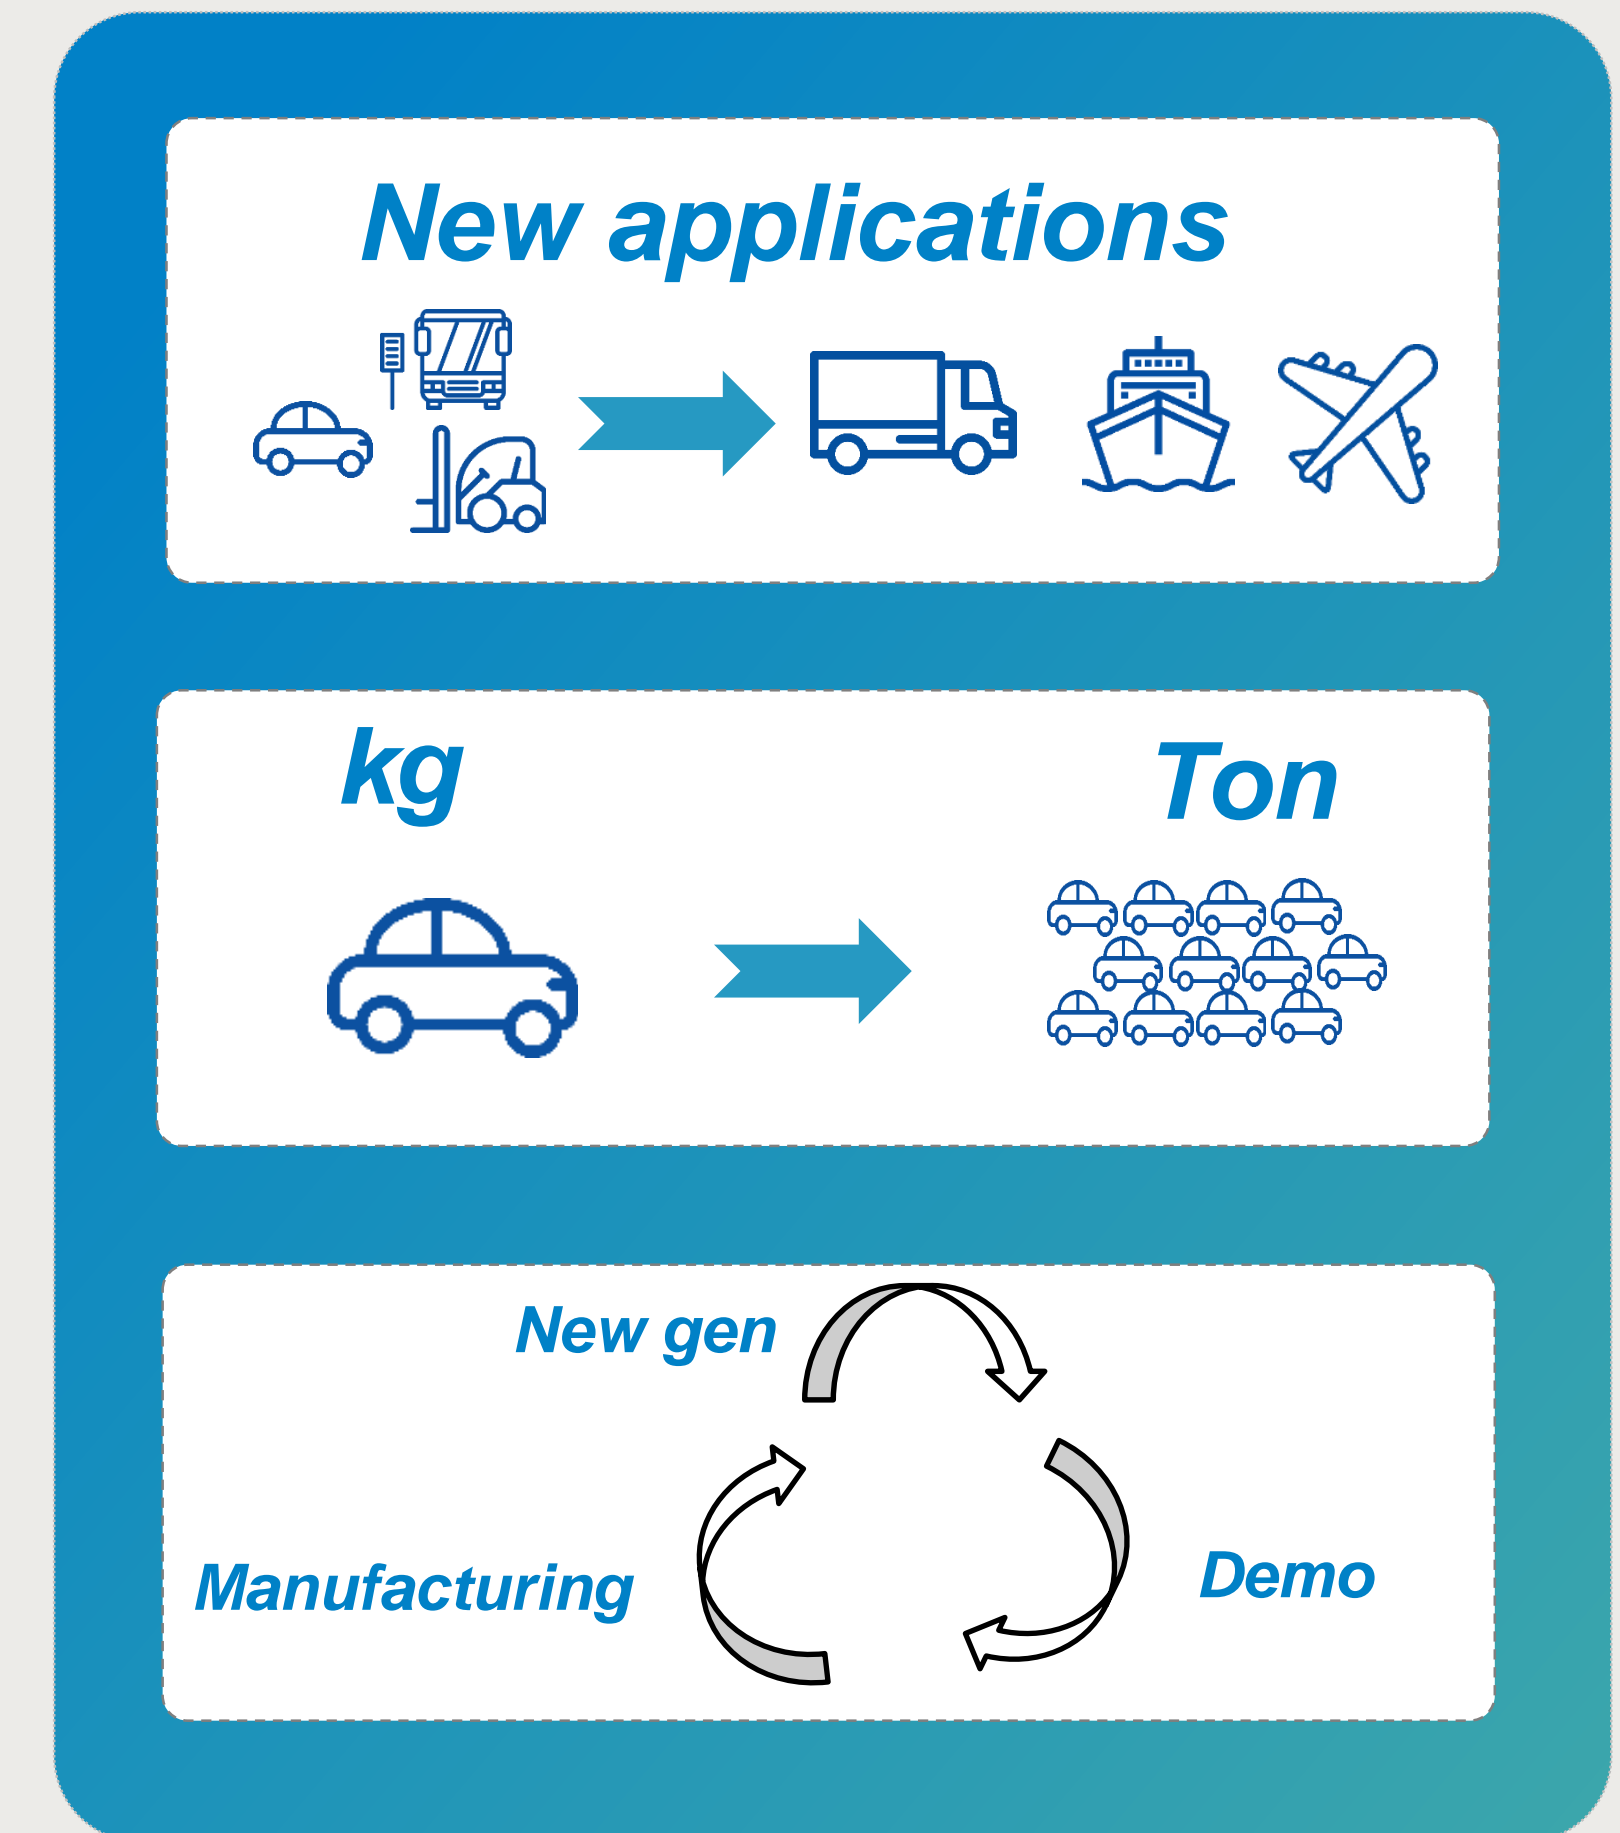 New applications
kg
Ton
New gen
Manufacturing
Demo